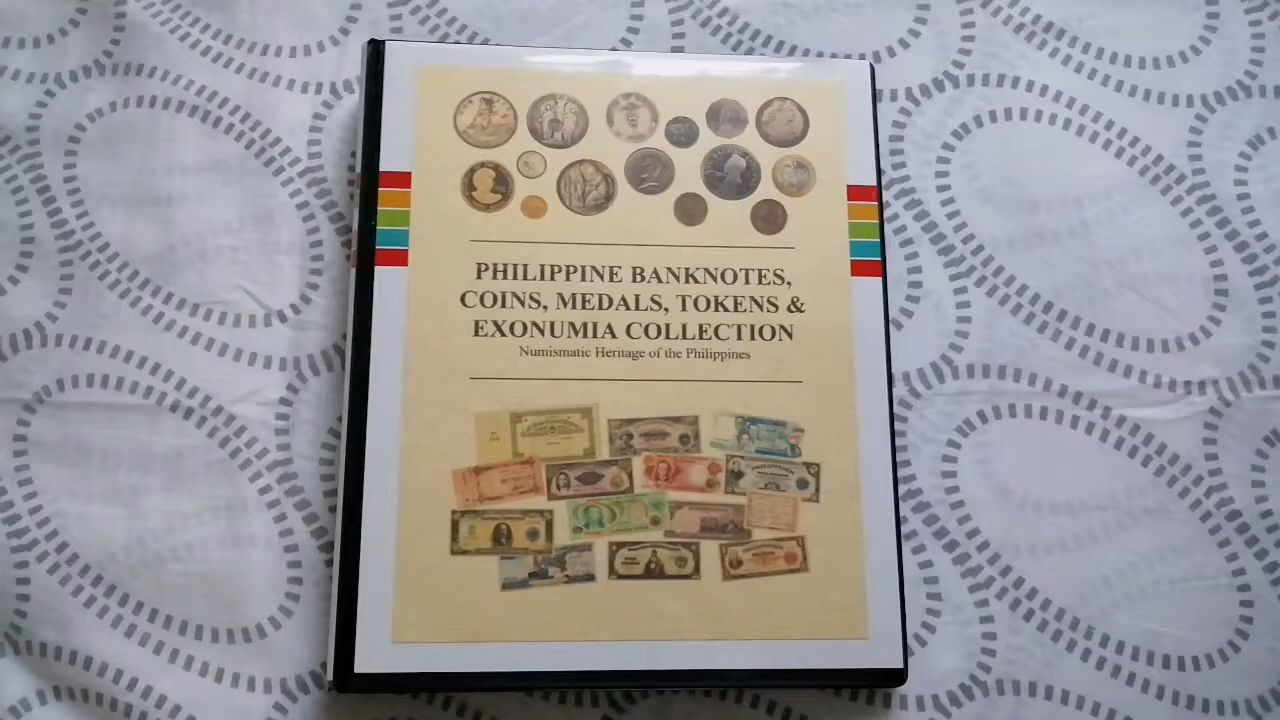 PHILIPPINE BANKNOTES,
COINS, MEDALS, TOKENS &
EXONUMIA COLLECTION
Numismatic Heritage of the Philippines